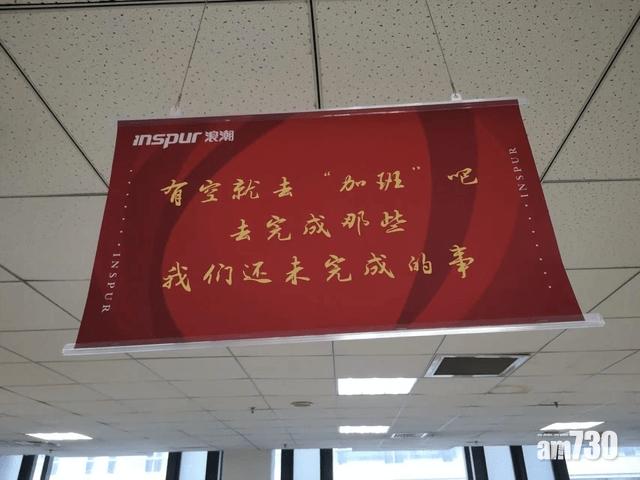 inspur 浪潮
有空就去“加班”吧
去完成那些
我们还未完成的事
INSPUR
INSPUR
am730